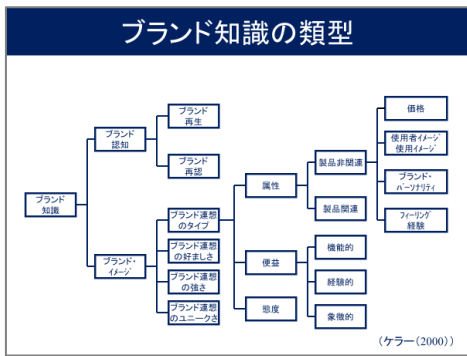 ブランド知識の類型
ブランド
知識
ブランド
認知
ブランド・
イメージ
ブランド
再生
ブランド
再認
ブランド連想
のタイプ
ブランド連想
の好ましさ
ブランド連想
の強さ
ブランド連想
のユニークさ
属性
便益
態度
製品非関連
製品関連
機能的
経験的
象徴的
価格
使用者イメージ
使用イメージ
ブランド・
パーソナリティ
フィーリング
経験
(ケラー(2000))